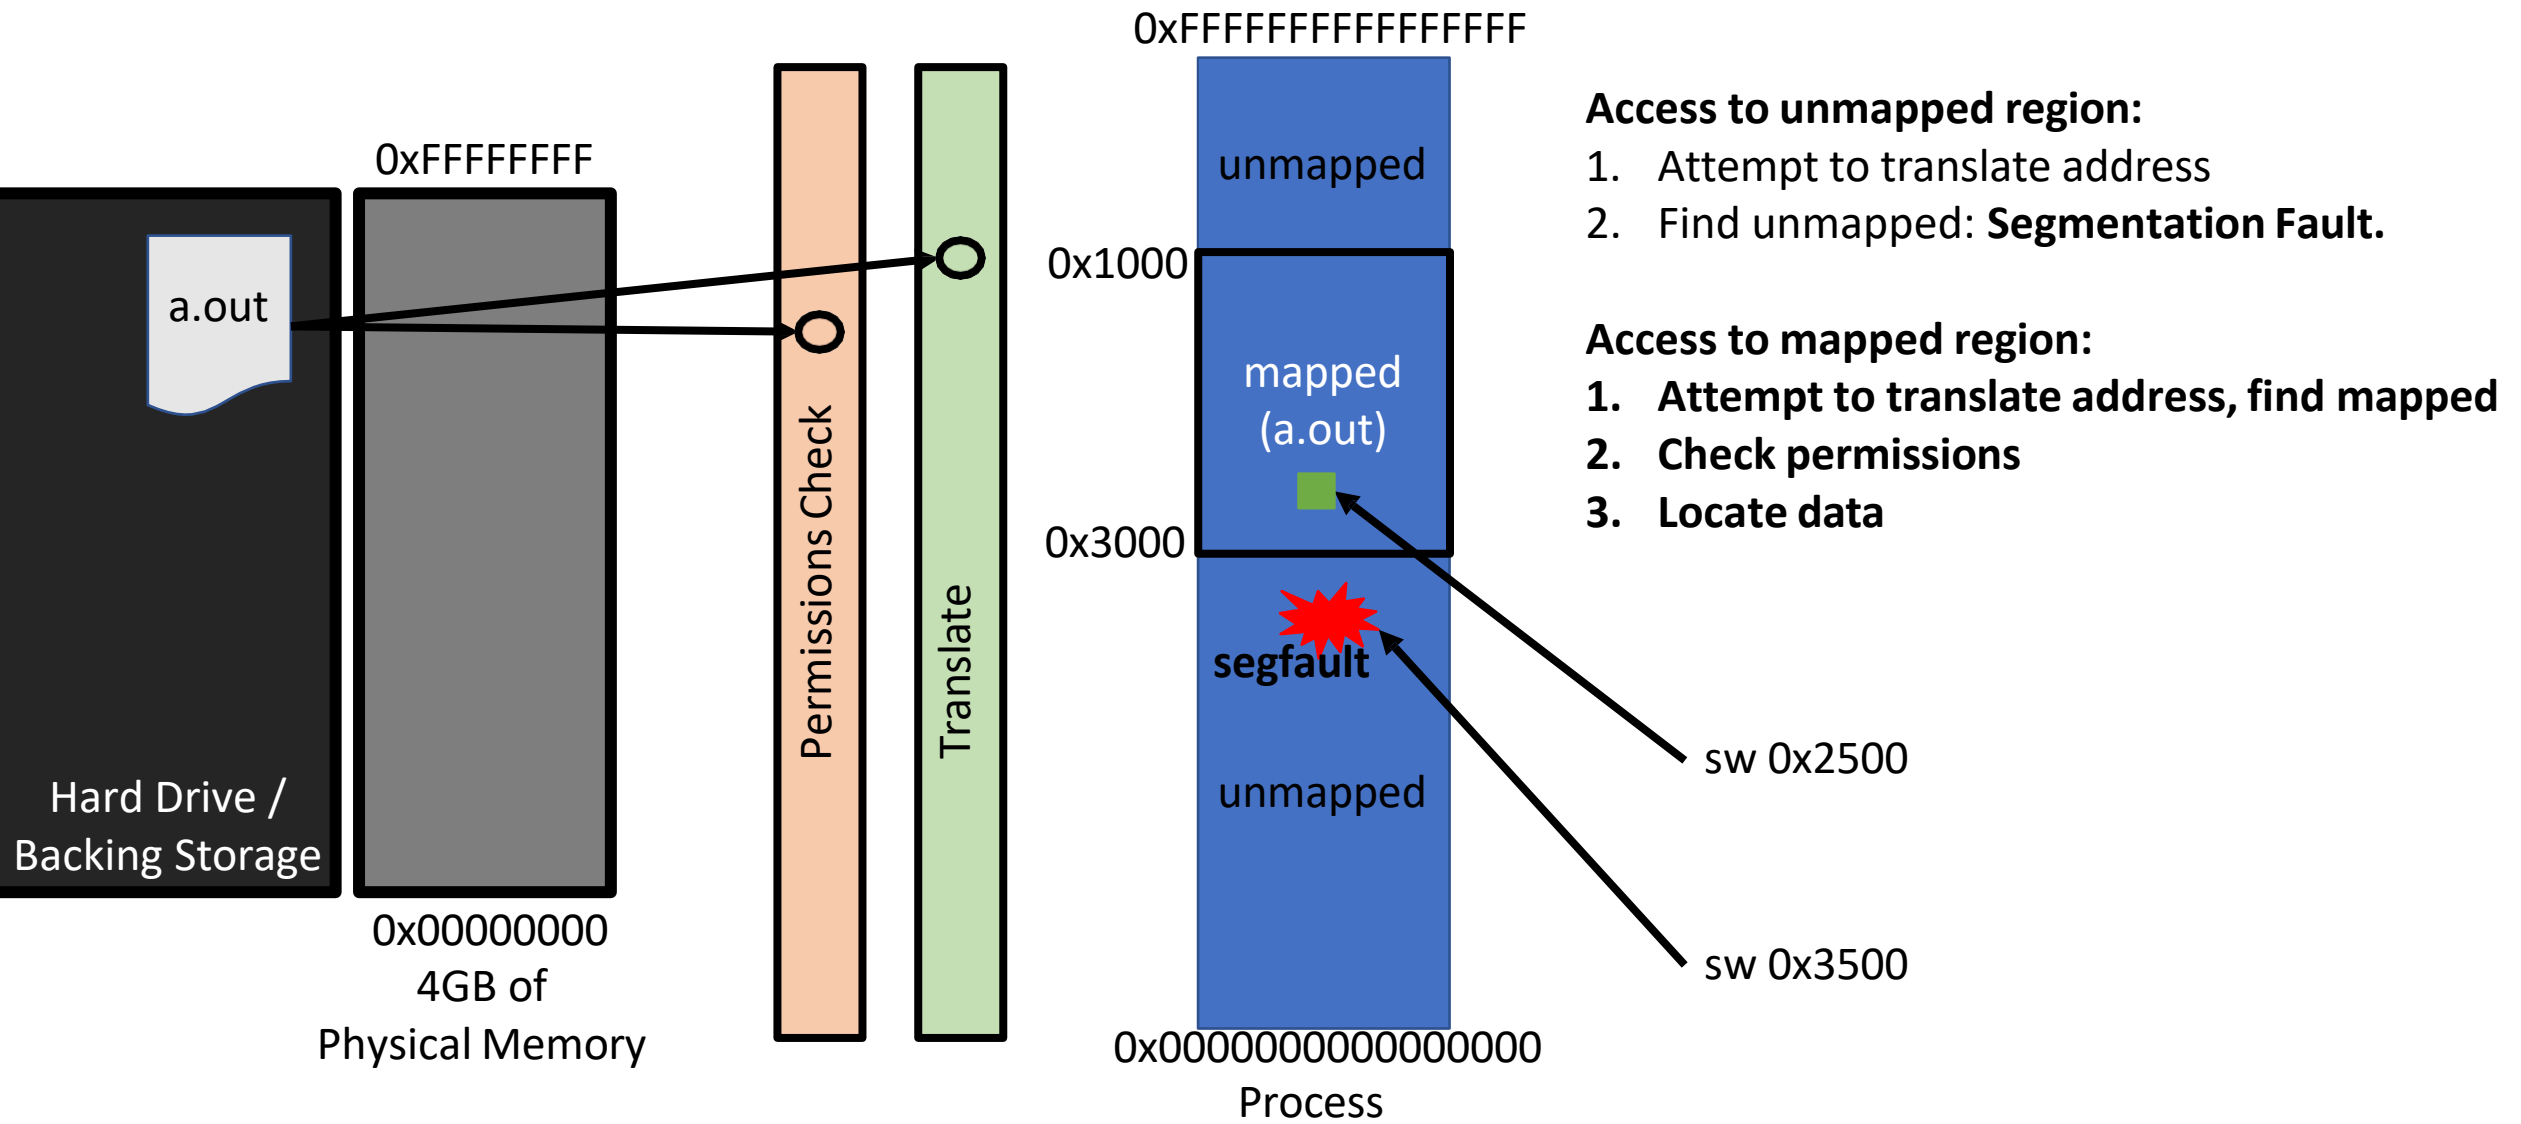 0xFFFFFFFFFFFFFFFF
0xFFFFFFFF
a.out
Hard Drive /
Backing Storage
0x00000000
4GB of
Physical Memory
Permissions Check
Translate
unmapped
0x1000
mapped
(a.out)
0x3000
segfault
unmapped
0x0000000000000000
Process
Access to unmapped region:
1. Attempt to translate address
2. Find unmapped: Segmentation Fault.
Access to mapped region:
1. Attempt to translate address, find mapped
2. Check permissions
3. Locate data
sw 0x2500
sw 0x3500